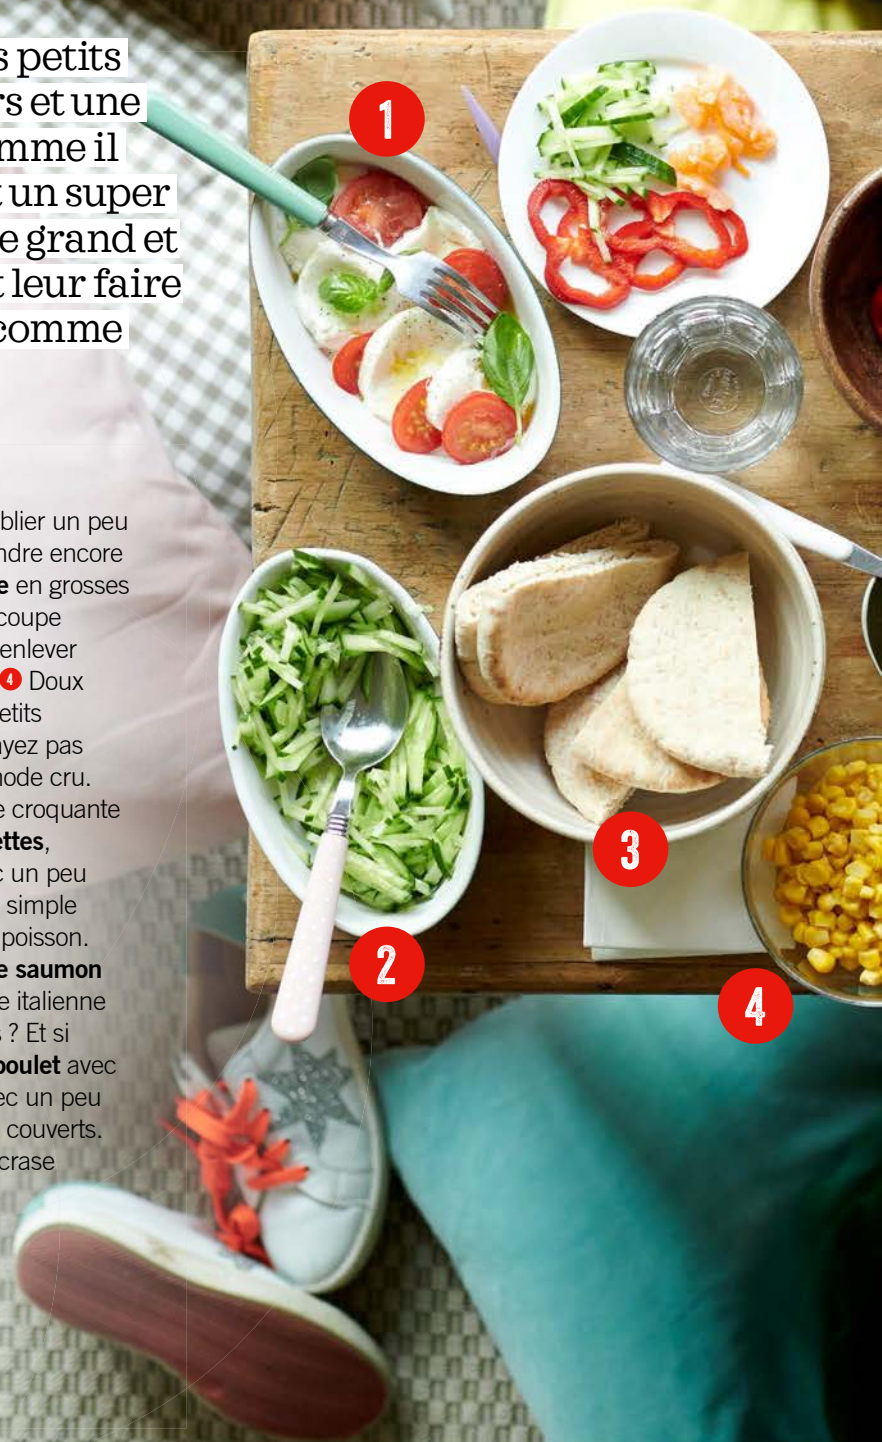 s petits
rs et une
mme il
t un super
e grand et
t leur faire
comme
blier un peu
ndre encore
e en grosses
coupe
enlever
4 Doux
etits
yez pas
node cru.
e croquante
ettes,
c un peu
simple
poisson.
e saumon
e italienne
s ? Et si
poulet avec
ec un peu
couverts.
crase
1
2
3
4